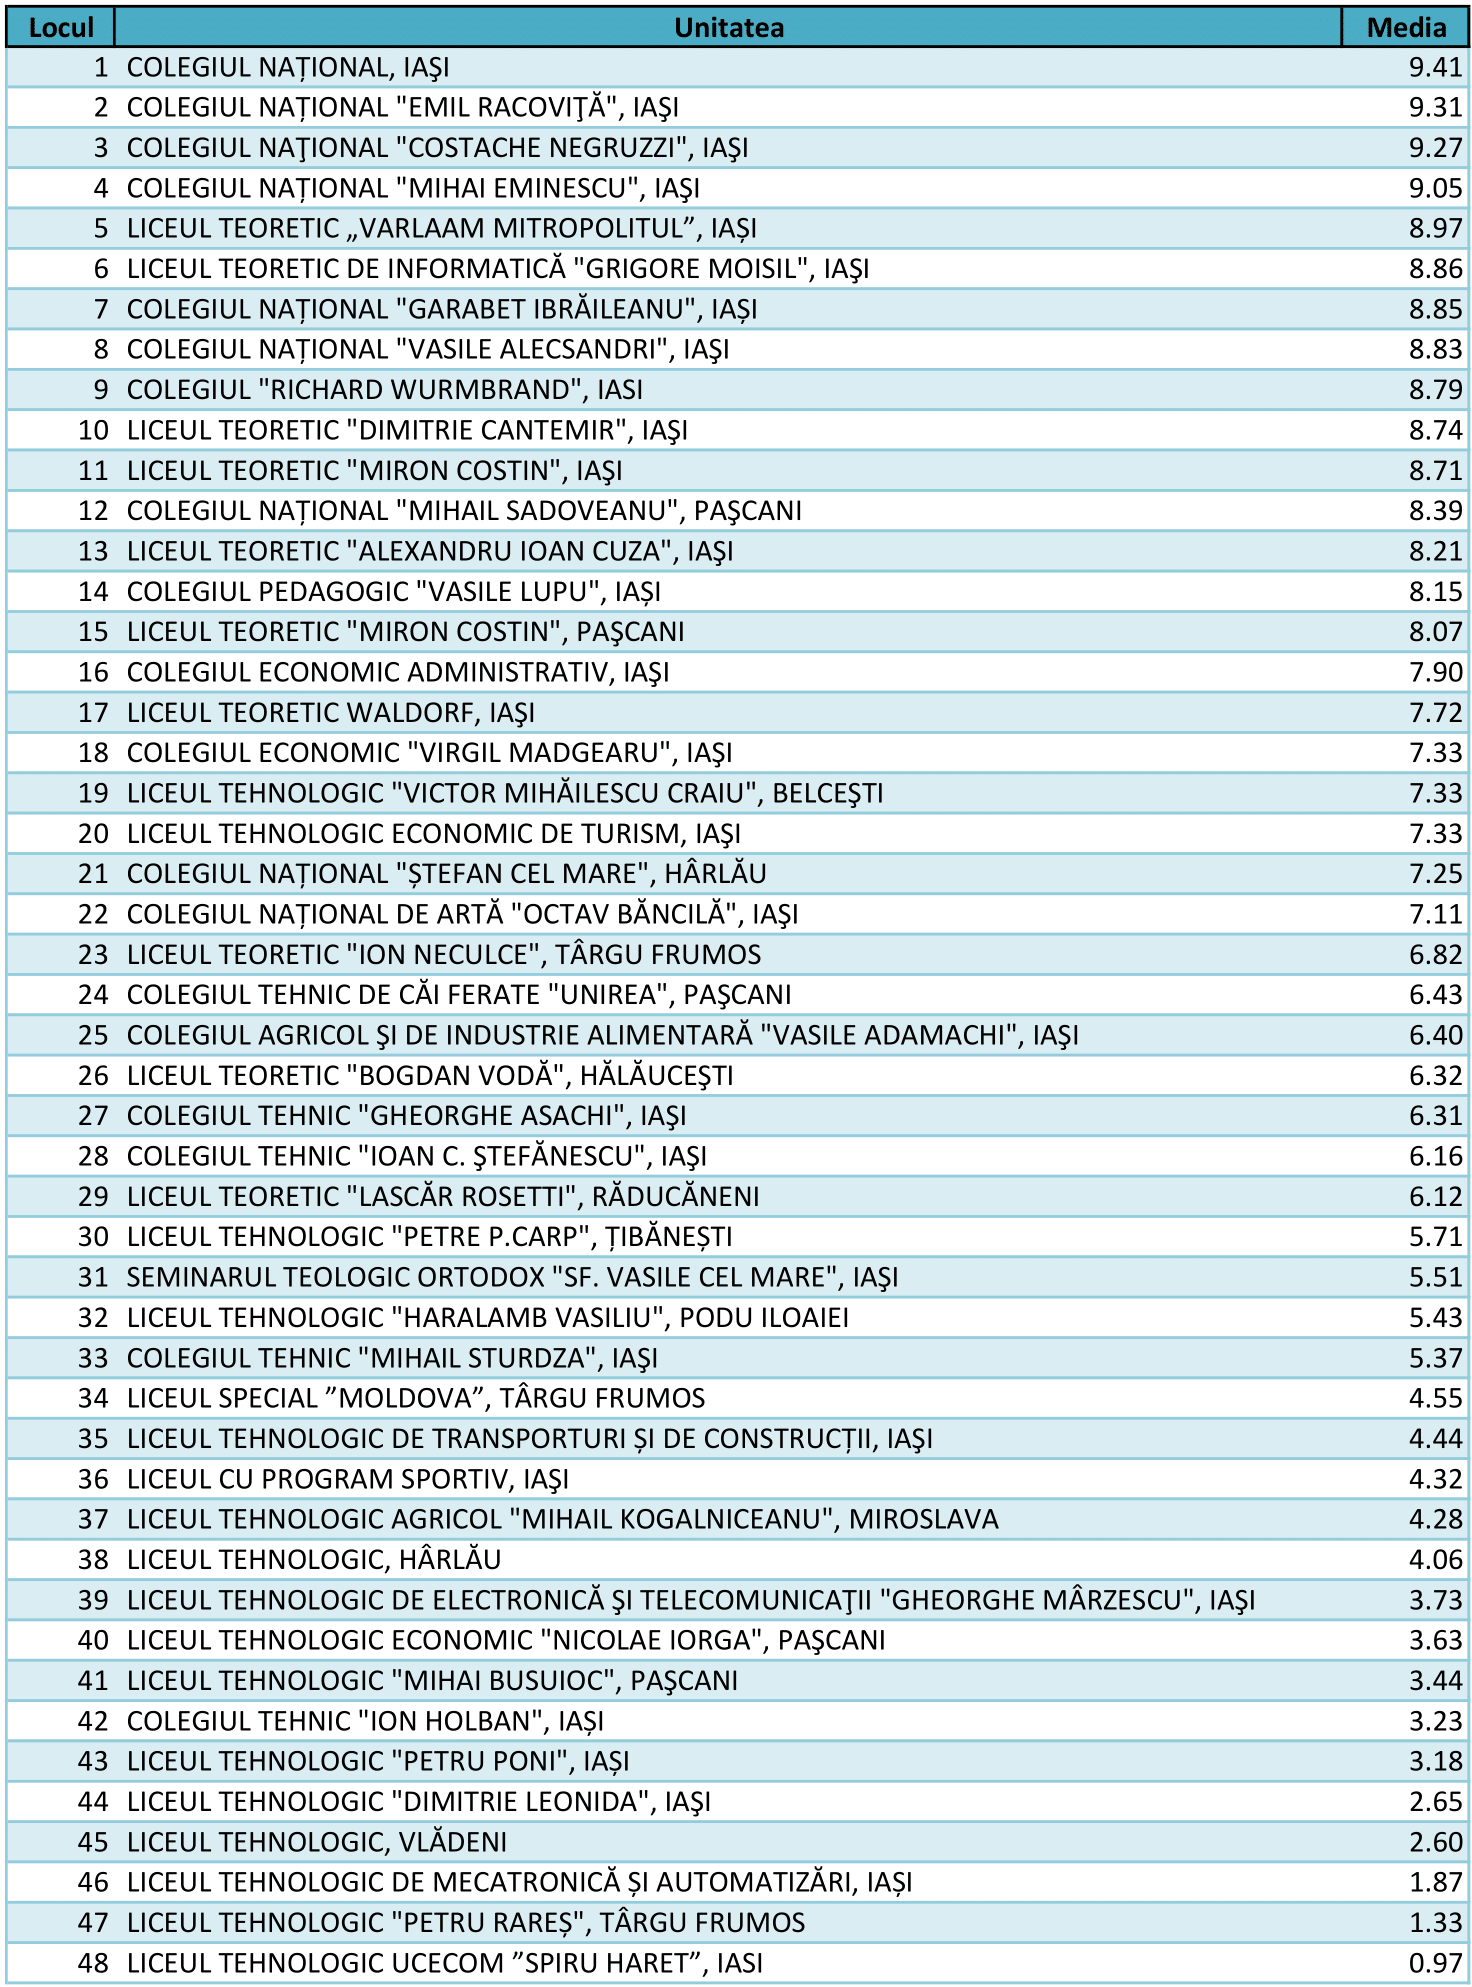 Locul Unitatea Media
1 COLEGIUL NAȚIONAL, IAŞI 9.41
2 COLEGIUL NAȚIONAL "EMIL RACOVIŢĂ", IAŞI 9.31
3 COLEGIUL NAŢIONAL "COSTACHE NEGRUZZI", IAŞI 9.27
4 COLEGIUL NAȚIONAL "MIHAI EMINESCU", IAŞI 9.05
5 LICEUL TEORETIC „VARLAAM MITROPOLITUL”, IAȘI 8.97
6 LICEUL TEORETIC DE INFORMATICĂ "GRIGORE MOISIL", IAŞI 8.86
7 COLEGIUL NAȚIONAL "GARABET IBRĂILEANU", IAȘI 8.85
8 COLEGIUL NAȚIONAL "VASILE ALECSANDRI", IAŞI 8.83
9 COLEGIUL "RICHARD WURMBRAND", IASI 8.79
10 LICEUL TEORETIC "DIMITRIE CANTEMIR", IAŞI 8.74
11 LICEUL TEORETIC "MIRON COSTIN", IAŞI 8.71
12 COLEGIUL NAȚIONAL "MIHAIL SADOVEANU", PAŞCANI 8.39
13 LICEUL TEORETIC "ALEXANDRU IOAN CUZA", IAŞI 8.21
14 COLEGIUL PEDAGOGIC "VASILE LUPU", IAȘI 8.15
15 LICEUL TEORETIC "MIRON COSTIN", PAŞCANI 8.07
16 COLEGIUL ECONOMIC ADMINISTRATIV, IAŞI 7.90
17 LICEUL TEORETIC WALDORF, IAŞI 7.72
18 COLEGIUL ECONOMIC "VIRGIL MADGEARU", IAŞI 7.33
19 LICEUL TEHNOLOGIC "VICTOR MIHĂILESCU CRAIU", BELCEŞTI 7.33
20 LICEUL TEHNOLOGIC ECONOMIC DE TURISM, IAŞI 7.33
21 COLEGIUL NAȚIONAL "ȘTEFAN CEL MARE", HÂRLĂU 7.25
22 COLEGIUL NAȚIONAL DE ARTĂ "OCTAV BĂNCILĂ", IAŞI 7.11
23 LICEUL TEORETIC "ION NECULCE", TÂRGU FRUMOS 6.82
24 COLEGIUL TEHNIC DE CĂI FERATE "UNIREA", PAŞCANI 6.43
25 COLEGIUL AGRICOL ŞI DE INDUSTRIE ALIMENTARĂ "VASILE ADAMACHI", IAŞI 6.40
26 LICEUL TEORETIC "BOGDAN VODĂ", HĂLĂUCEŞTI 6.32
27 COLEGIUL TEHNIC "GHEORGHE ASACHI", IAŞI 6.31
28 COLEGIUL TEHNIC "IOAN C. ŞTEFĂNESCU", IAŞI 6.16
29 LICEUL TEORETIC "LASCĂR ROSETTI", RĂDUCĂNENI 6.12
30 LICEUL TEHNOLOGIC "PETRE P.CARP", ȚIBĂNEȘTI 5.71
31 SEMINARUL TEOLOGIC ORTODOX "SF. VASILE CEL MARE", IAŞI 5.51
32 LICEUL TEHNOLOGIC "HARALAMB VASILIU", PODU ILOAIEI 5.43
33 COLEGIUL TEHNIC "MIHAIL STURDZA", IAŞI 5.37
34 LICEUL SPECIAL ”MOLDOVA”, TÂRGU FRUMOS 4.55
35 LICEUL TEHNOLOGIC DE TRANSPORTURI ȘI DE CONSTRUCȚII, IAŞI 4.44
36 LICEUL CU PROGRAM SPORTIV, IAŞI 4.32
37 LICEUL TEHNOLOGIC AGRICOL "MIHAIL KOGALNICEANU", MIROSLAVA 4.28
38 LICEUL TEHNOLOGIC, HÂRLĂU 4.06
39 LICEUL TEHNOLOGIC DE ELECTRONICĂ ŞI TELECOMUNICAŢII "GHEORGHE MÂRZESCU", IAŞI 3.73
40 LICEUL TEHNOLOGIC ECONOMIC "NICOLAE IORGA", PAŞCANI 3.63
41 LICEUL TEHNOLOGIC "MIHAI BUSUIOC", PAŞCANI 3.44
42 COLEGIUL TEHNIC "ION HOLBAN", IAȘI 3.23
43 LICEUL TEHNOLOGIC "PETRU PONI", IAȘI 3.18
44 LICEUL TEHNOLOGIC "DIMITRIE LEONIDA", IAŞI 2.65
45 LICEUL TEHNOLOGIC, VLĂDENI 2.60
46 LICEUL TEHNOLOGIC DE MECATRONICĂ ȘI AUTOMATIZĂRI, IAȘI 1.87
47 LICEUL TEHNOLOGIC "PETRU RAREȘ", TÂRGU FRUMOS 1.33
48 LICEUL TEHNOLOGIC UCECOM ”SPIRU HARET”, IASI 0.97